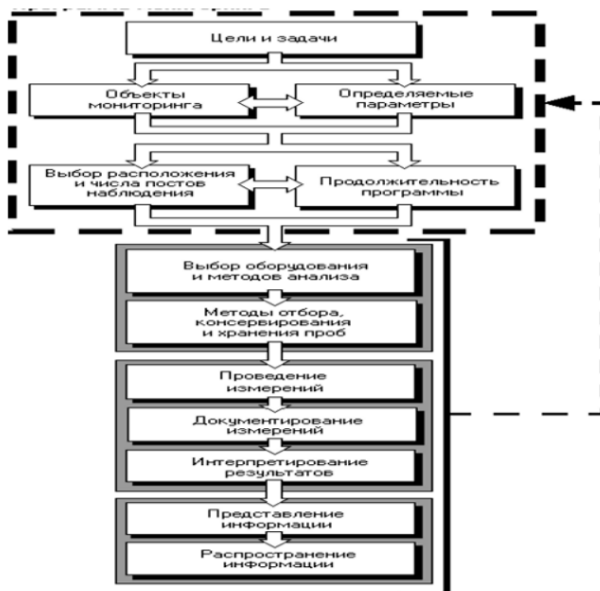 Цели и задачи
Объекты
мониторинга
Определяемые
параметры
Выбор расположения
и числа постов
наблюдения
Продолжительность
программы
Выбор оборудования
и методов анализа
Методы отбора,
консервирования
и хранения проб
Проведение
измерений
Документирование
измерений
Интерпретирование
результатов
Представление
информации
Распространение
информации